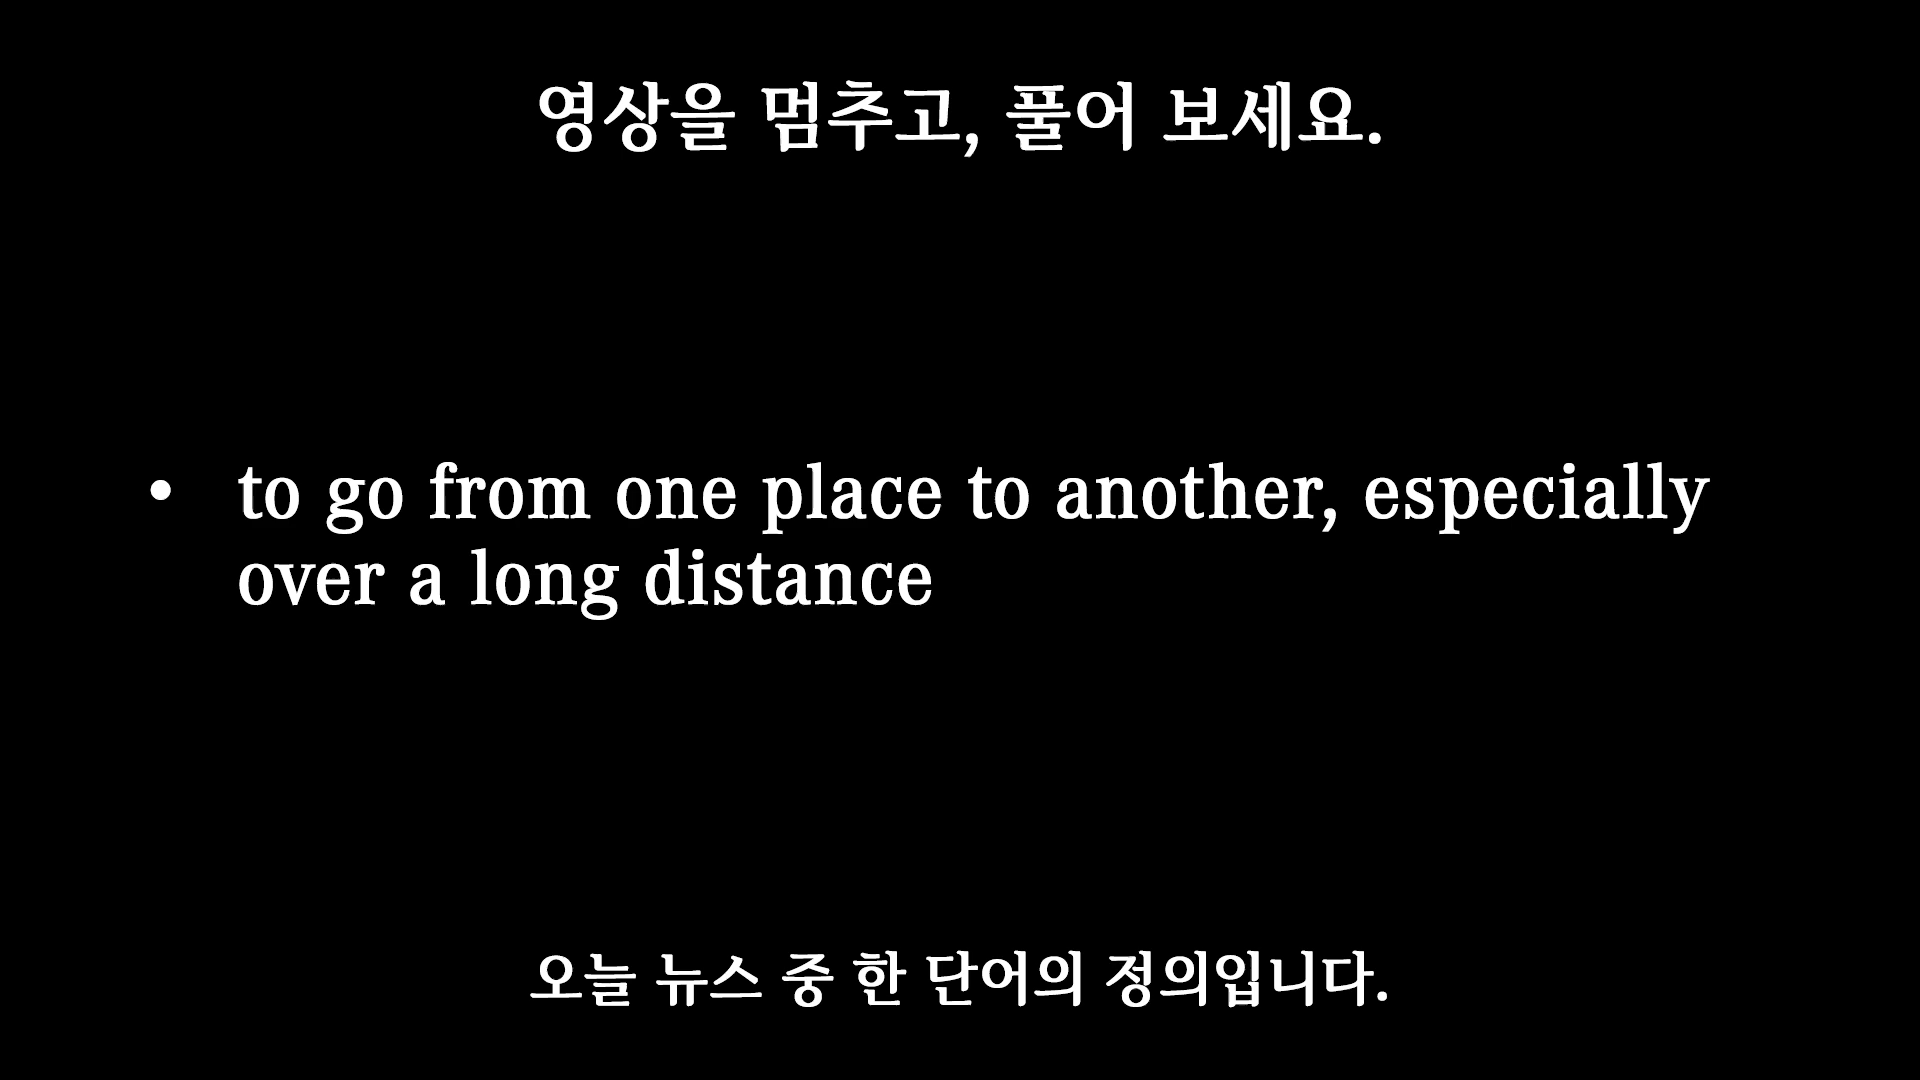 영상을 멈추고, 풀어 보세요.
• to go from one place to another, especially
over a long distance
오늘 뉴스 중 한 단어의 정의입니다.